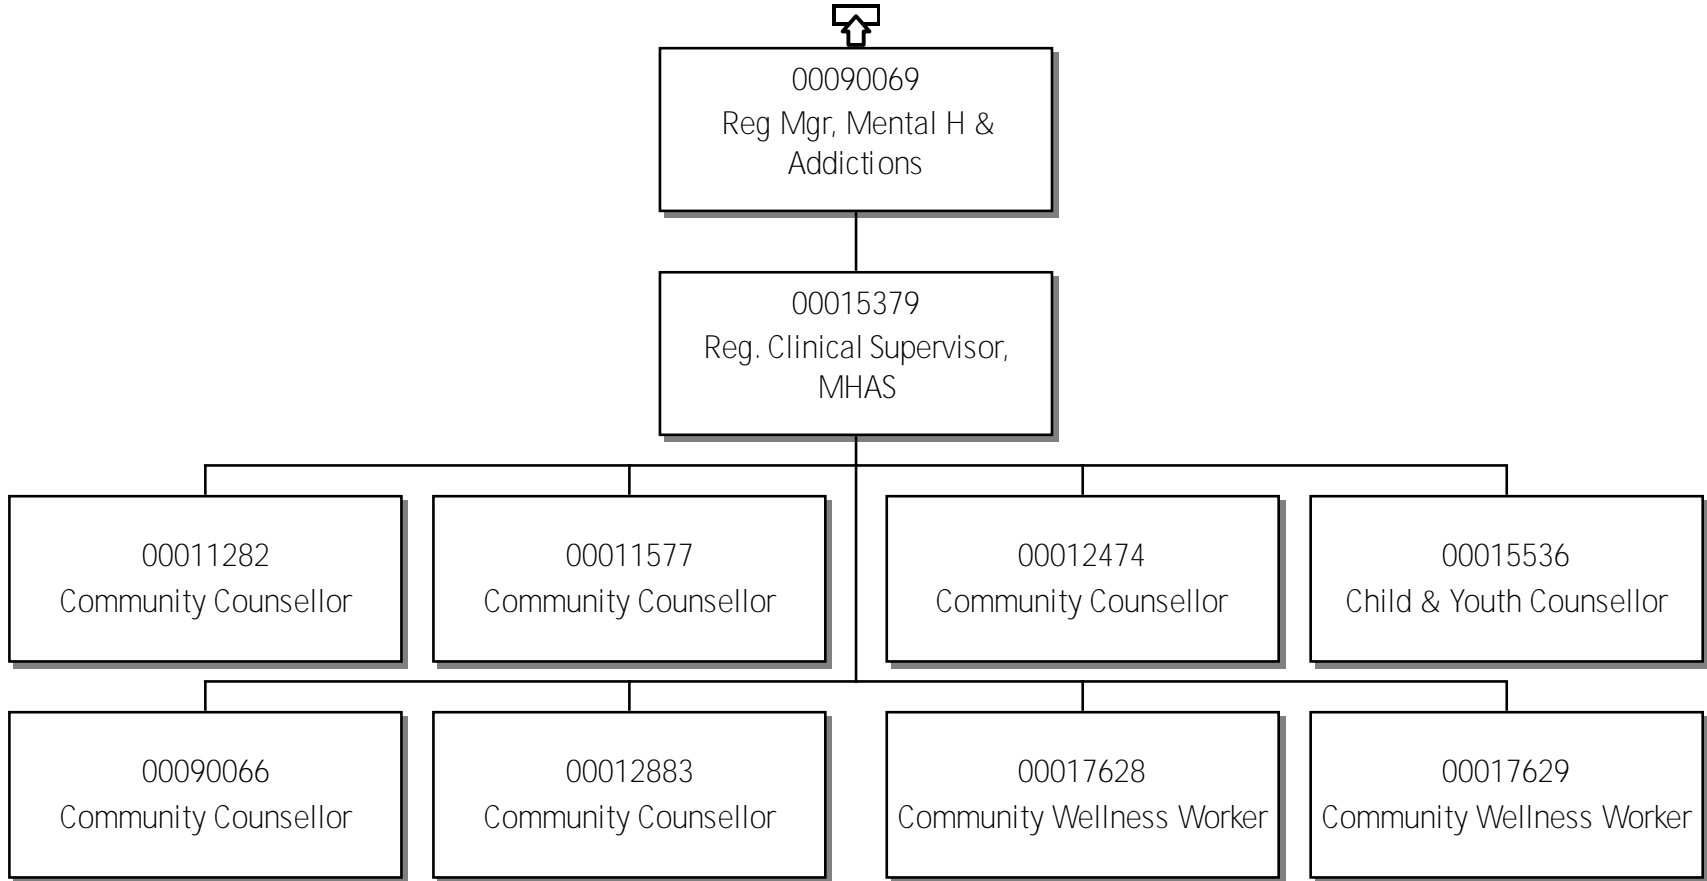 00090069
Reg Mgr, Mental H &
Addictions
00015379
Reg. Clinical Supervisor,
MHAS
00011282
Community Counsellor
00011577
Community Counsellor
00012474
Community Counsellor
00015536
Child & Youth Counsellor
00090066
Community Counsellor
00012883
Community Counsellor
00017628
Community Wellness Worker
00017629
Community Wellness Worker